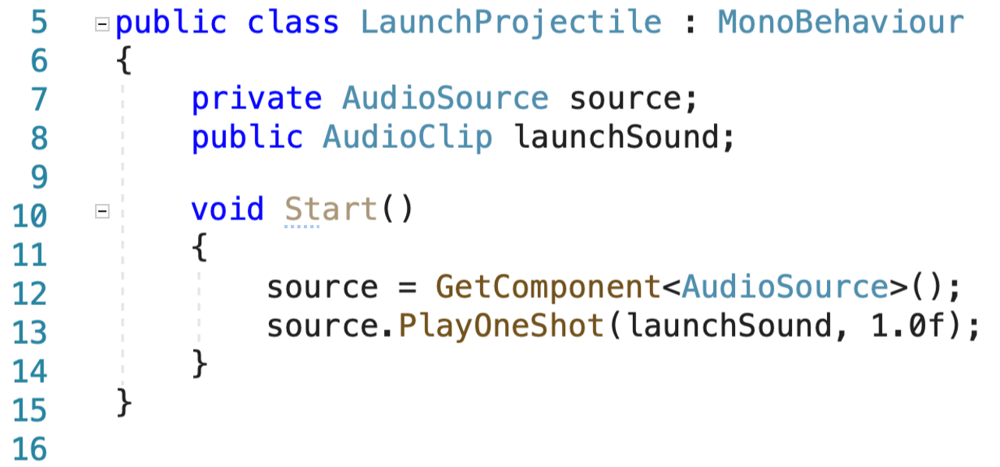 5 public class LaunchProjectile : MonoBehaviour
6 {
7 private AudioSource source;
8 public AudioClip launchSound;
9
10 void Start()
11 {
12 source = GetComponent<AudioSource>();
13 source.PlayOneShot(launchSound, 1.0f);
14 }
15 }
16